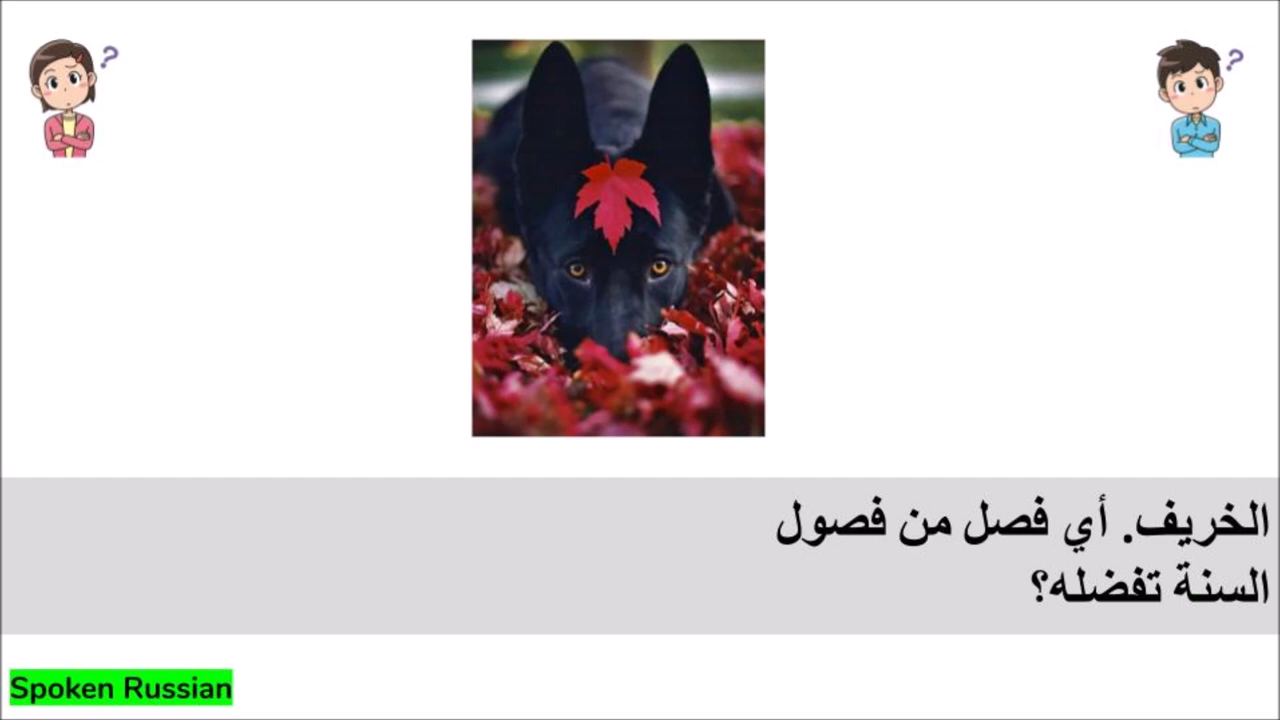 الخريف. أي فصل من فصول
السنة تفضله؟
Spoken Russian